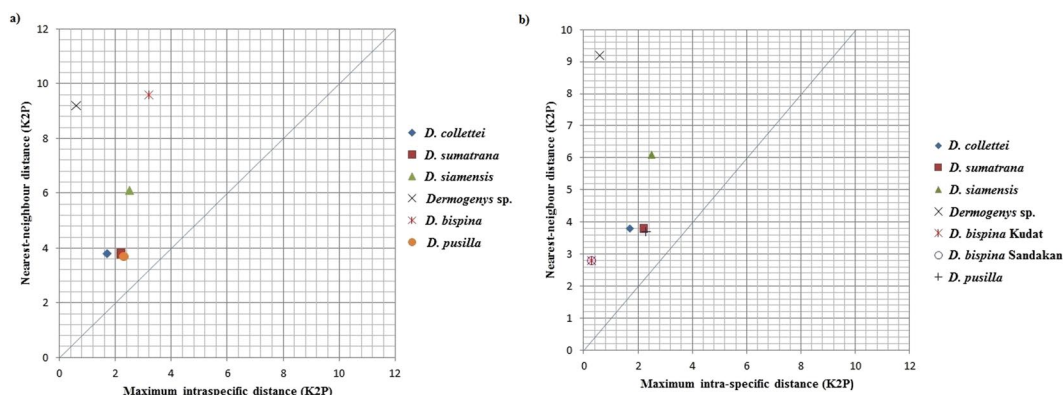 a)
12
10
8
6
4
2
0
0 2 4 6 8 10 12
Nearest-neighbour distance (K2P)
Maximum intraspecific distance (K2P)
D. collettei
D. sumatrana
D. siamensis
Dermogenys sp.
D. bispina
D. pusilla
b)
10
9
8
7
6
5
4
3
2
1
0
0 2 4 6 8 10 12
Nearest-nefibour distance (K2P)
Maximum intra-specific distance (K2P)
D. collettei
D. sumatrana
D. siamensis
Dermogenys sp.
D. bispina Kudat
D. bispina Sandakan
D. pusilla